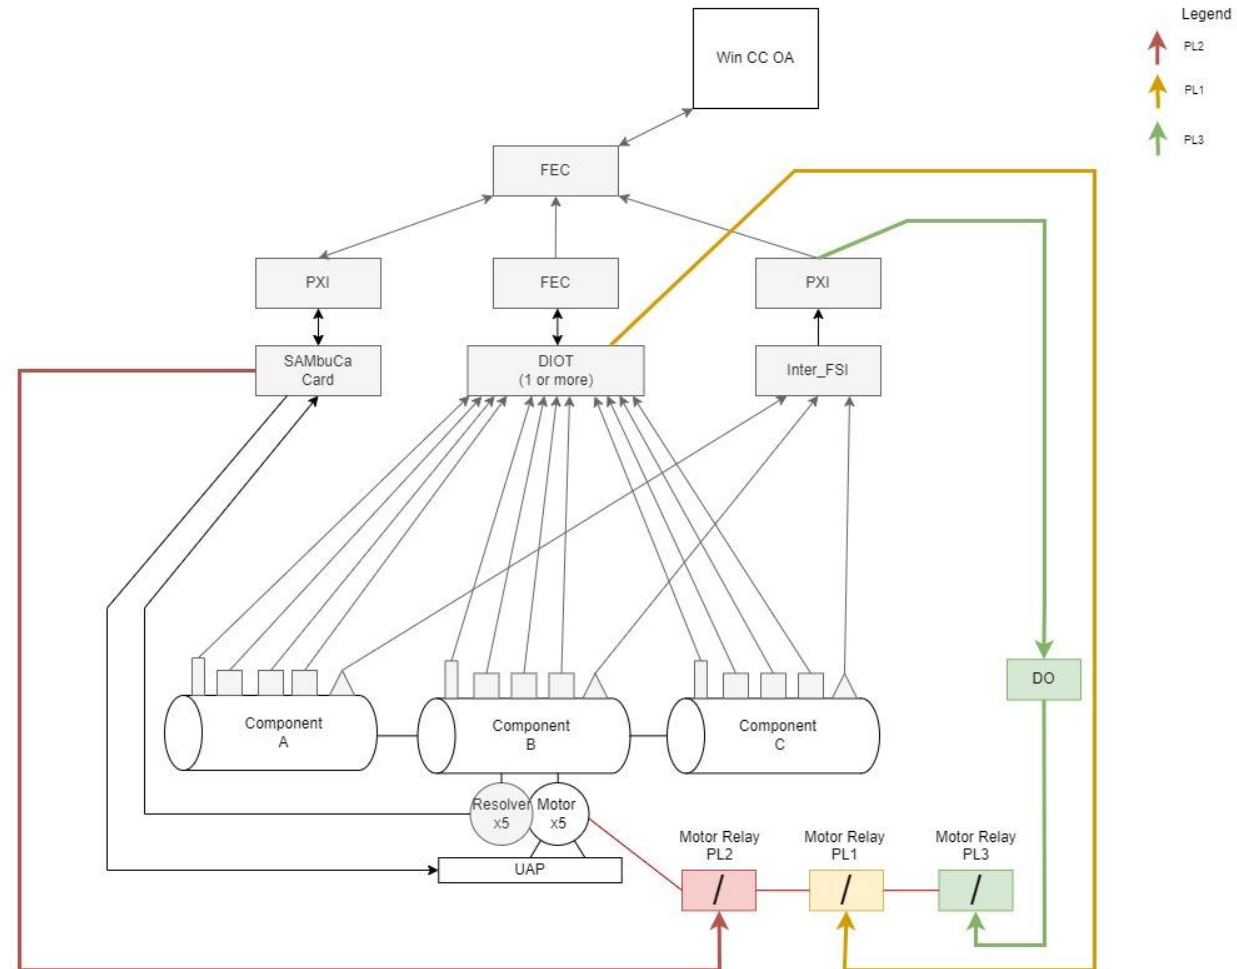 Legend
PL2
PL1
PL3
Win CC OA
FEC
PXI
FEC
PXI
SAMbuCa
Card
DIOT
(1 or more)
Inter_FSI
DO
Component
A
Component
B
Component
C
Resolver
x5
Motor
x5
UAP
Motor Relay
PL2
Motor Relay
PL1
Motor Relay
PL3